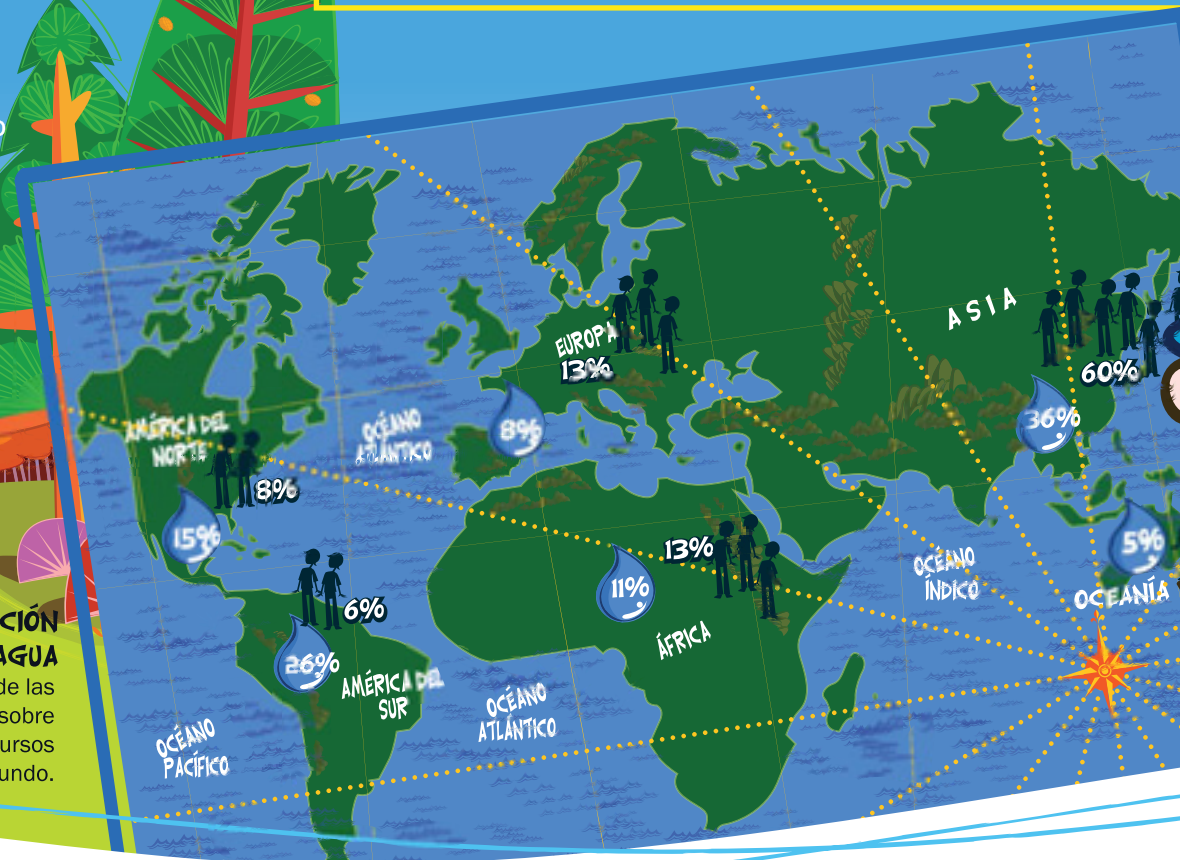 ASIA
EUROPA
13%
60%
36%
8%
AMÉRICA DEL
NORTE
OCÉANO
ATLÁNTICO
8%
15%
13%
5%
11%
OCÉANO
ÍNDICO
OCEANÍA
6%
26%
ÁFRICA
AMÉRICA DEL
SUR
OCÉANO
ATLÁNTICO
OCÉANO
PACÍFICO
CIÓN
AGUA
de las
sobre
ursos
undo.